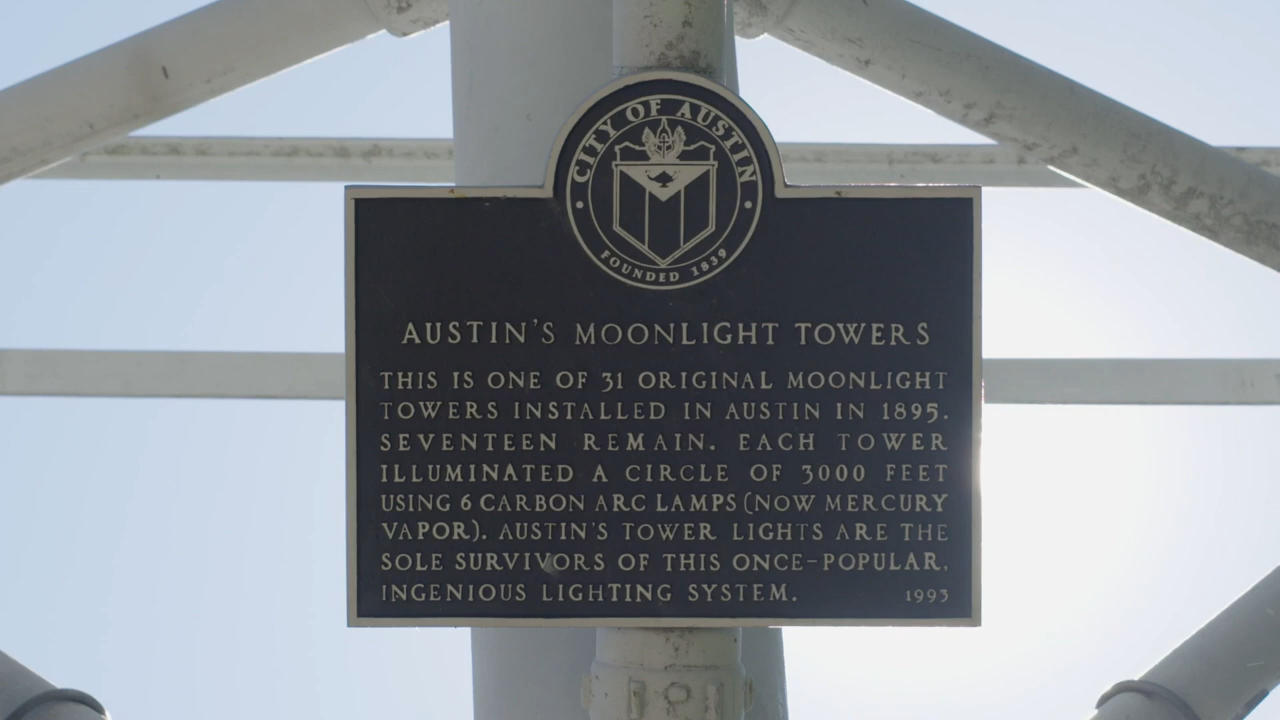 CITY OF AUSTIN
FOUNDED 1839
AUSTIN'S MOONLIGHT TOWERS
THIS IS ONE OF 31 ORIGINAL MOONLIGHT
TOWERS INSTALLED IN AUSTIN IN 1895.
SEVENTEEN REMAIN. EACH TOWER
ILLUMINATED A CIRCLE OF 3000 FEET
USING 6 CARBON ARC LAMPS (NOW MERCURY
VAPOR). AUSTIN'S TOWER LIGHTS ARE THE
SOLE SURVIVORS OF THIS ONCE-POPULAR,
INGENIOUS LIGHTING SYSTEM. 1993